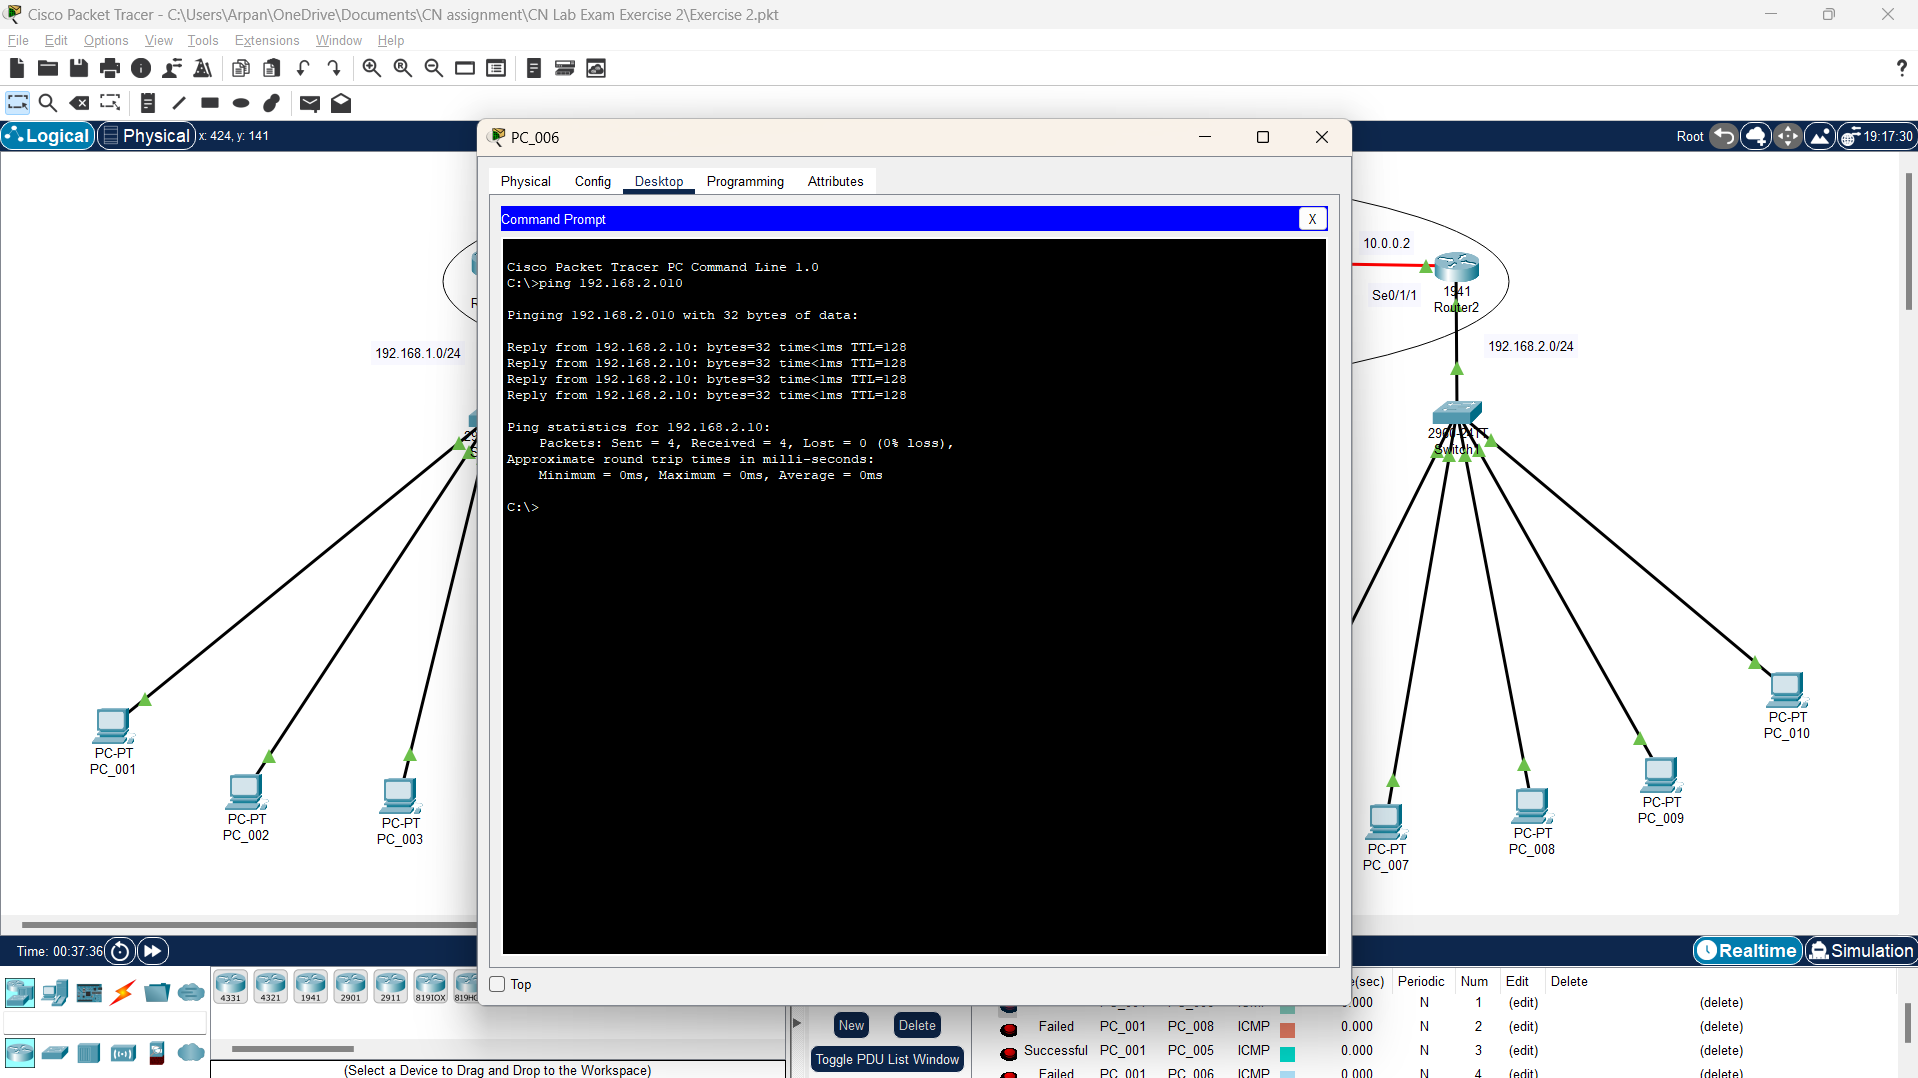 Cisco Packet Tracer - C:\Users\Arpan\OneDrive\Documents\CN assignment\CN Lab Exam Exercise 2\Exercise 2.pkt
File Edit Options View Tools Extensions Window Help
?
Logical Physical x: 424, y: 141
Root 19:17:30
PC_006
Physical Config Desktop Programming Attributes
Command Prompt X
Cisco Packet Tracer PC Command Line 1.0
C:\>ping 192.168.2.010
Pinging 192.168.2.010 with 32 bytes of data:
Reply from 192.168.2.10: bytes=32 time<1ms TTL=128
Reply from 192.168.2.10: bytes=32 time<1ms TTL=128
Reply from 192.168.2.10: bytes=32 time<1ms TTL=128
Reply from 192.168.2.10: bytes=32 time<1ms TTL=128
Ping statistics for 192.168.2.10:
Packets: Sent = 4, Received = 4, Lost = 0 (0% loss),
Approximate round trip times in milli-seconds:
Minimum = 0ms, Maximum = 0ms, Average = 0ms
C:\>
Top
192.168.1.0/24
PC-PT
PC_001
PC-PT
PC_002
PC-PT
PC_003
10.0.0.2
Se0/1/1
1941
Router2
192.168.2.0/24
2960-24TT
Switch1
PC-PT
PC_007
PC-PT
PC_008
PC-PT
PC_009
PC-PT
PC_010
Time: 00:37:36
Realtime Simulation
4331 4321 1941 2901 2911 819IOX
(Select a Device to Drag and Drop to the Workspace)
New Delete
Toggle PDU List Window
e(sec) Periodic Num Edit Delete
0.000 N 1 (edit) (delete)
Failed PC_001 PC_008 ICMP 0.000 N 2 (edit) (delete)
Successful PC_001 PC_005 ICMP 0.000 N 3 (edit) (delete)
Failed PC_001 PC_006 ICMP 0.000 N 4 (edit) (delete)